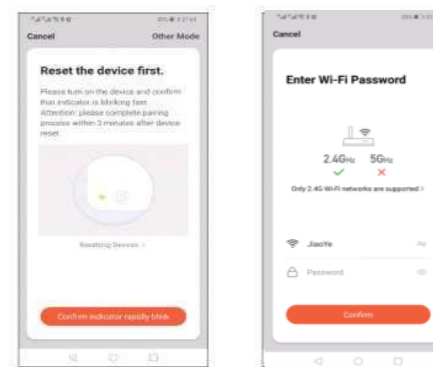 Cancel
Other Mode
Reset the device first.
Please turn on the device and confirm
that indicator is blinking fast.
Attention: please complete pairing
process within 3 minutes after device
reset.
Resetting Devices >
Confirm indicator rapidly blink
Cancel
Enter Wi-Fi Password
2.4GHz 5GHz
Only 2.4G Wi-Fi networks are supported >
JiaoYe
Password
Confirm